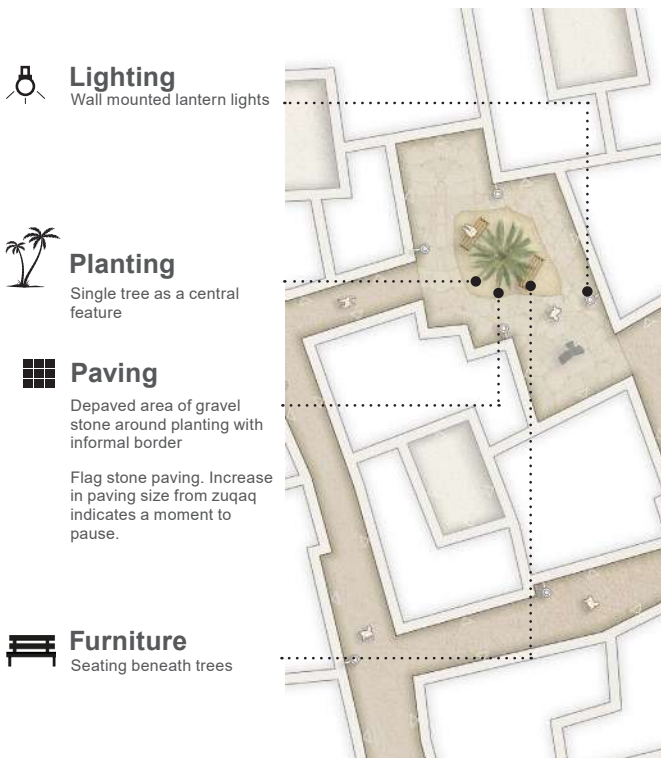 Lighting
Wall mounted lantern lights
Planting
Single tree as a central
feature
Paving
Depaved area of gravel
stone around planting with
informal border
Flag stone paving. Increase
in paving size from zuqaq
indicates a moment to
pause.
Furniture
Seating beneath trees